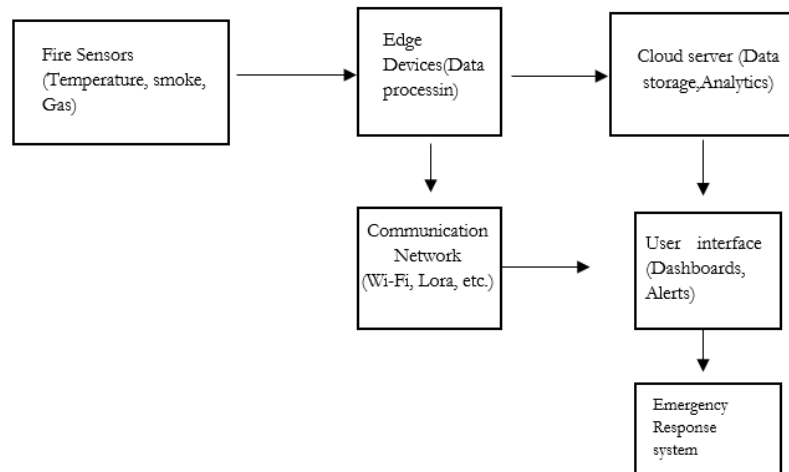 Fire Sensors
(Temperature, smoke,
Gas)
Edge
Devices(Data
processin)
Cloud server (Data
storage,Analytics)
Communication
Network
(Wi-Fi, Lora, etc.)
User interface
(Dashboards,
Alerts)
Emergency
Response
system